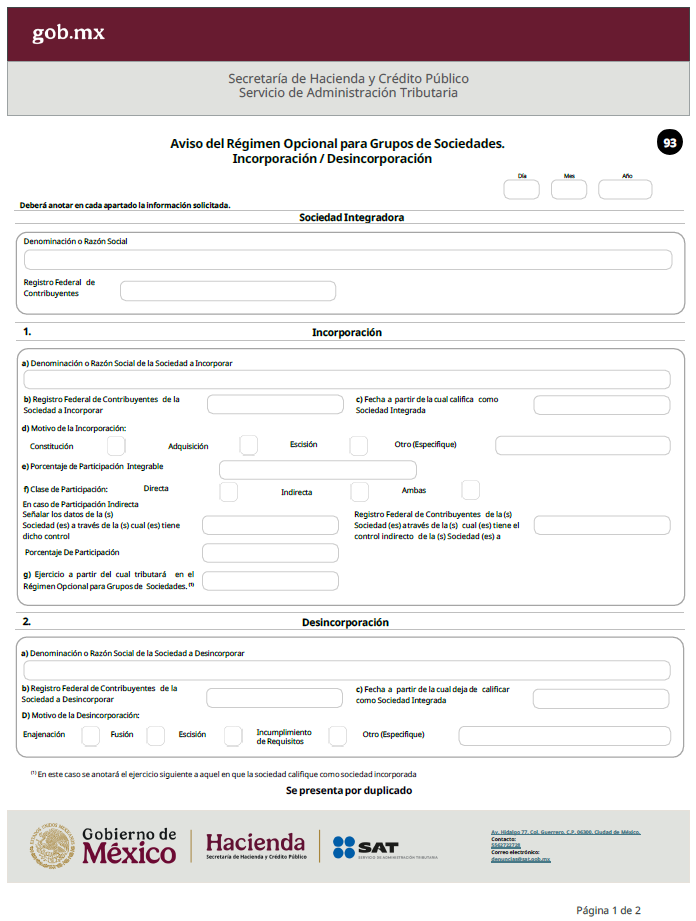 gob.mx
Secretaría de Hacienda y Crédito Público
Servicio de Administración Tributaria
Aviso del Régimen Opcional para Grupos de Sociedades.
Incorporación / Desincorporación
93
Día Mes Año
Deberá anotar en cada apartado la información solicitada.
Sociedad Integradora
Denominación o Razón Social
Registro Federal de
Contribuyentes
1. Incorporación
a) Denominación o Razón Social de la Sociedad a Incorporar
b) Registro Federal de Contribuyentes de la
Sociedad a Incorporar
c) Fecha a partir de la cual califica como
Sociedad Integrada
d) Motivo de la Incorporación:
Constitución Adquisición Escisión Otro (Especifique)
e) Porcentaje de Participación Integrable
f) Clase de Participación: Directa Indirecta Ambas
En caso de Participación Indirecta
Señalar los datos de la (s)
Sociedad (es) a través de la (s) cual (es) tiene
dicho control
Registro Federal de Contribuyentes de la (s)
Sociedad (es) através de la (s) cual (es) tiene el
control indirecto de la (s) Sociedad (es) a
Porcentaje De Participación
g) Ejercicio a partir del cual tributará en el
Régimen Opcional para Grupos de Sociedades. (1)
2. Desincorporación
a) Denominación o Razón Social de la Sociedad a Desincorporar
b) Registro Federal de Contribuyentes de la
Sociedad a Desincorporar
c) Fecha a partir de la cual deja de calificar
como Sociedad Integrada
D) Motivo de la Desincorporación:
Enajenación Fusión Escisión Incumplimiento
de Requisitos Otro (Especifique)
(1) En este caso se anotará el ejercicio siguiente a aquel en que la sociedad califique como sociedad incorporada
Se presenta por duplicado
ESTADOS UNIDOS MEXICANOS
Gobierno de
México
Hacienda
Secretaría de Hacienda y Crédito Público
SAT
SERVICIO DE ADMINISTRACIÓN TRIBUTARIA
Av. Hidalgo 77, Col. Guerrero, C.P. 06300, Ciudad de México.
Contacto:
5562722728
Correo electrónico:
denuncias@sat.gob.mx
Página 1 de 2